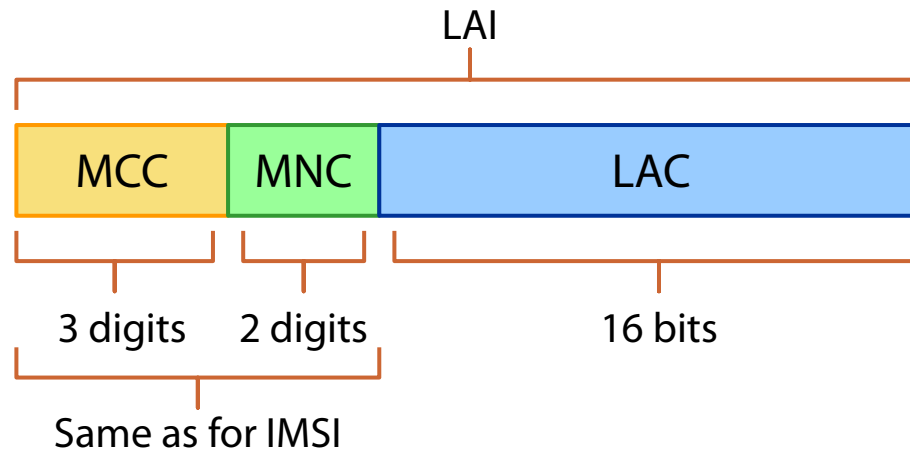 LAI
MCC MNC LAC
3 digits 2 digits 16 bits
Same as for IMSI